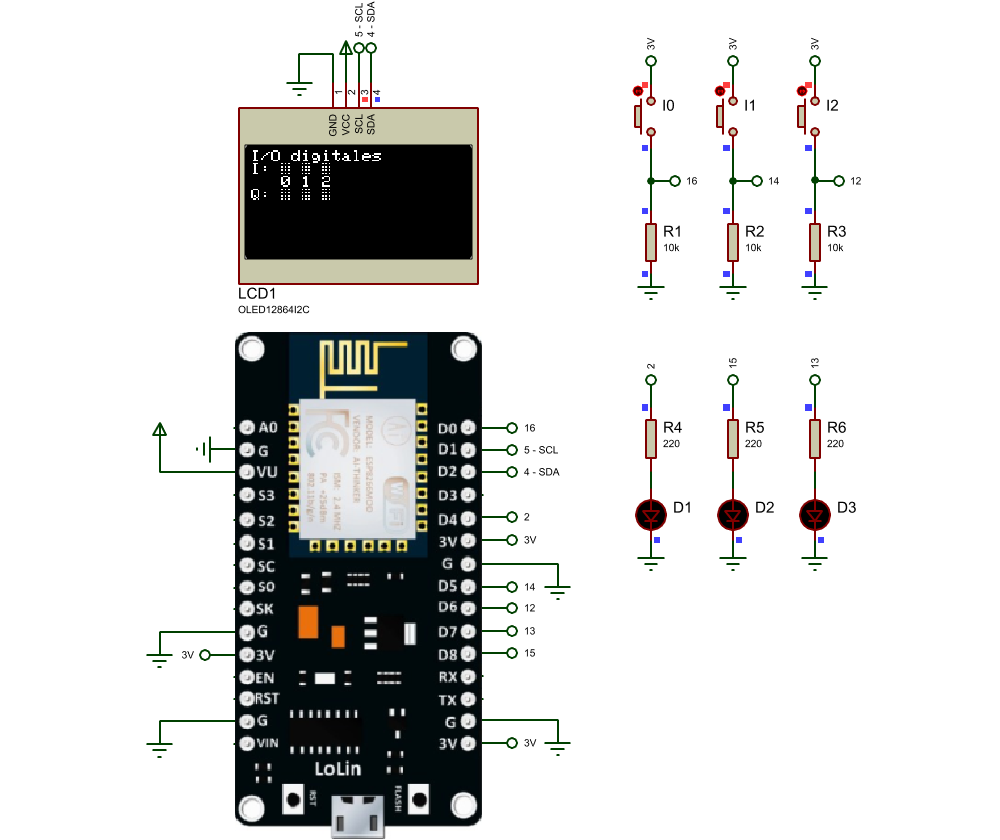 5 - SCL
4 - SDA
1
2
3
4
GND
VCC
SCL
SDA
I/O digitales
I:
0 1 2
Q:
LCD1
OLED12864I2C
3V
3V
3V
I0
I1
I2
16
14
12
R1
10k
R2
10k
R3
10k
2
15
13
R4
220
R5
220
R6
220
D1
D2
D3
A0
G
VU
S3
S2
S1
SC
S0
SK
G
3V
3V
EN
RST
G
VIN
MODEL: ESP8266MOD
VENDOR: AI-THINKER
ISM: 2.4 MHZ
PA: +25dBm
802.11b/g/n
FC
AI
WiFi
D0
16
D1
5 - SCL
D2
4 - SDA
D3
D4
2
3V
3V
G
D5
14
D6
12
D7
13
D8
15
RX
TX
G
3V
3V
LoLin
RST
FLASH